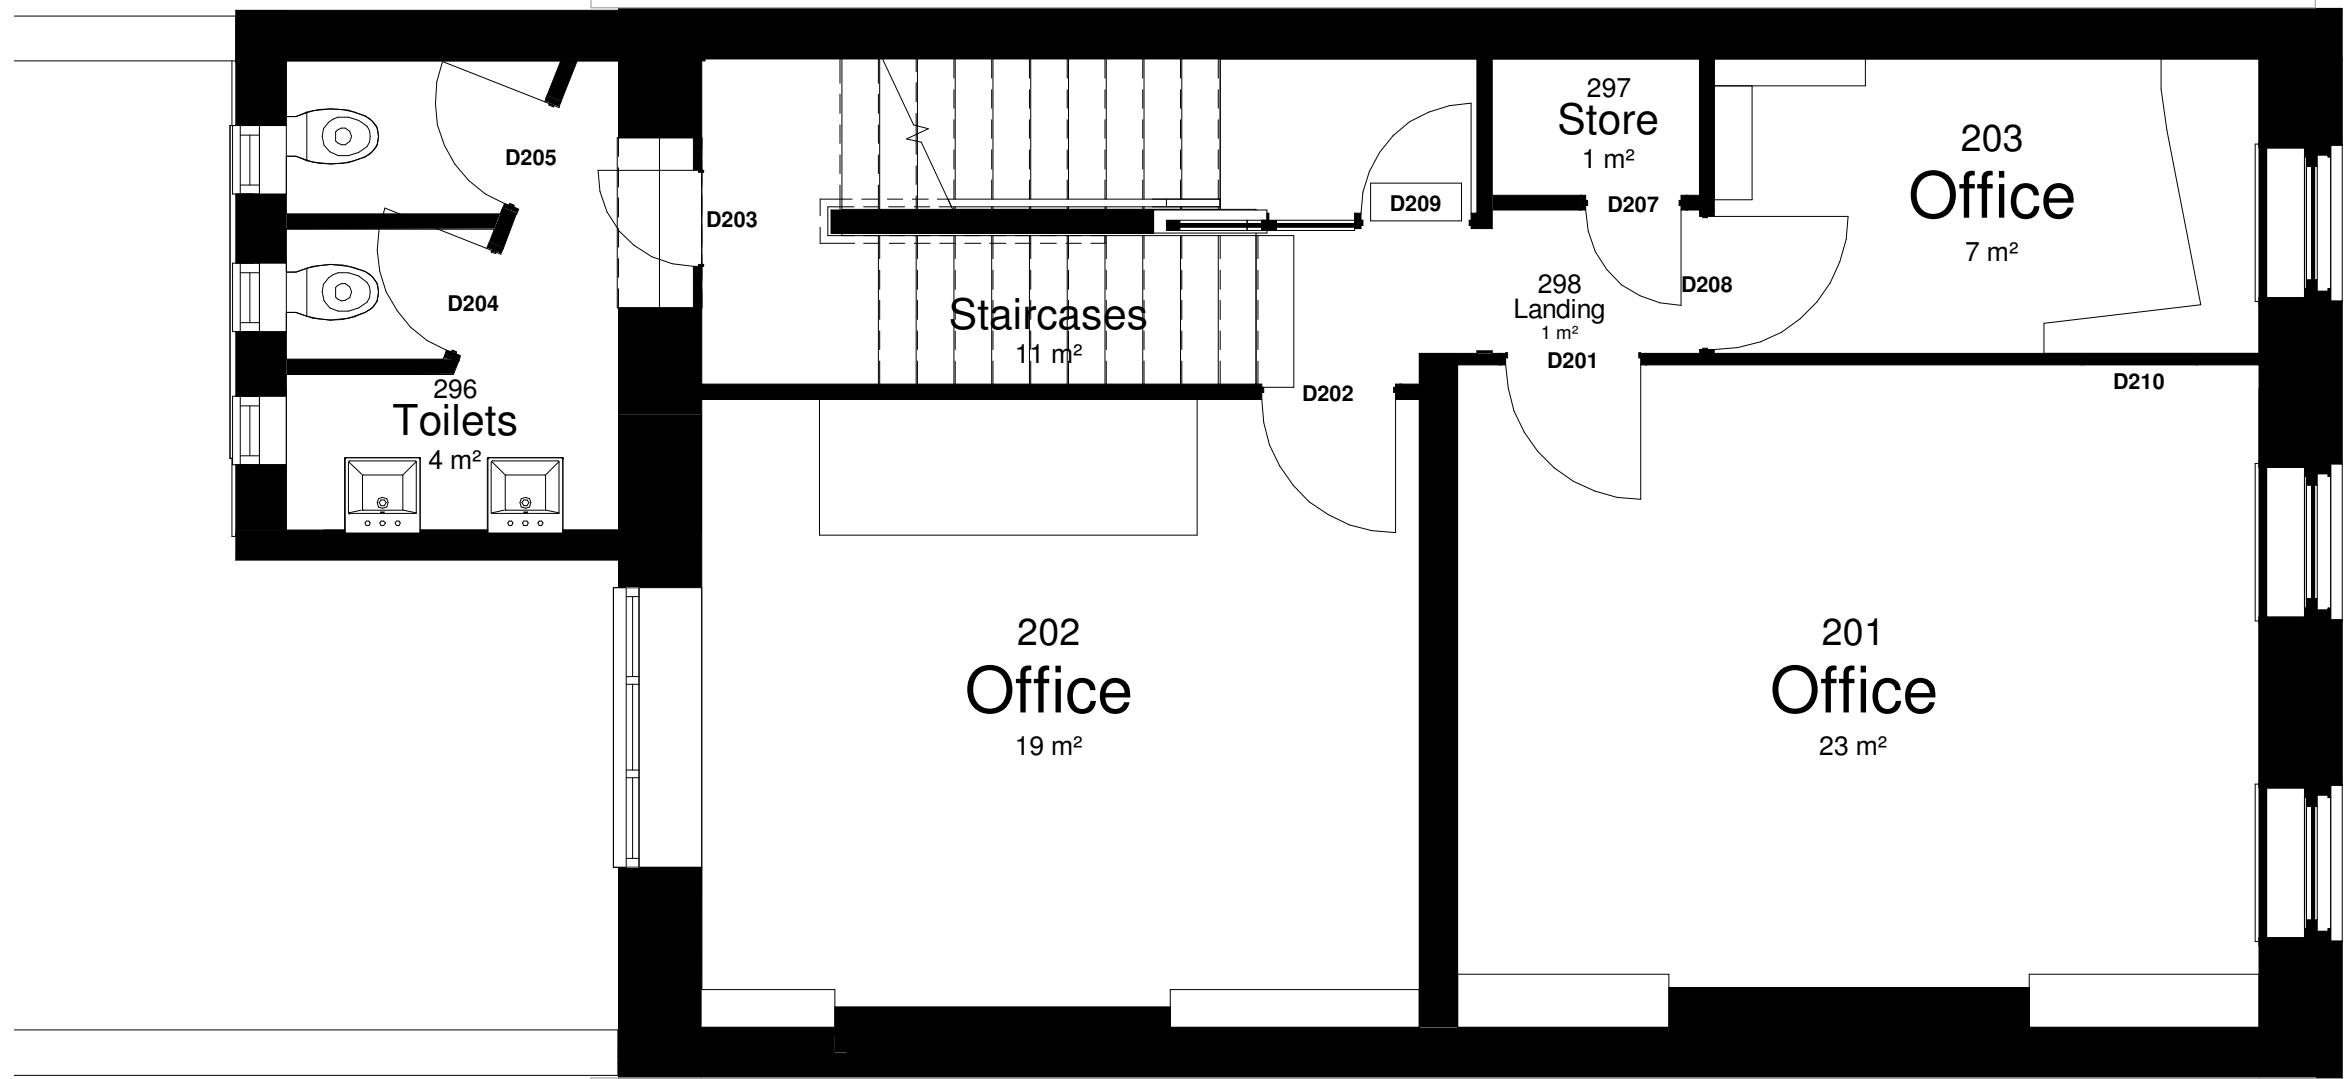 297
Store
1 m²
203
Office
7 m²
D205
D203
D209
D207
298
Landing
1 m²
D208
D204
Staircases
11 m²
D201
D210
D202
296
Toilets
4 m²
202
Office
19 m²
201
Office
23 m²